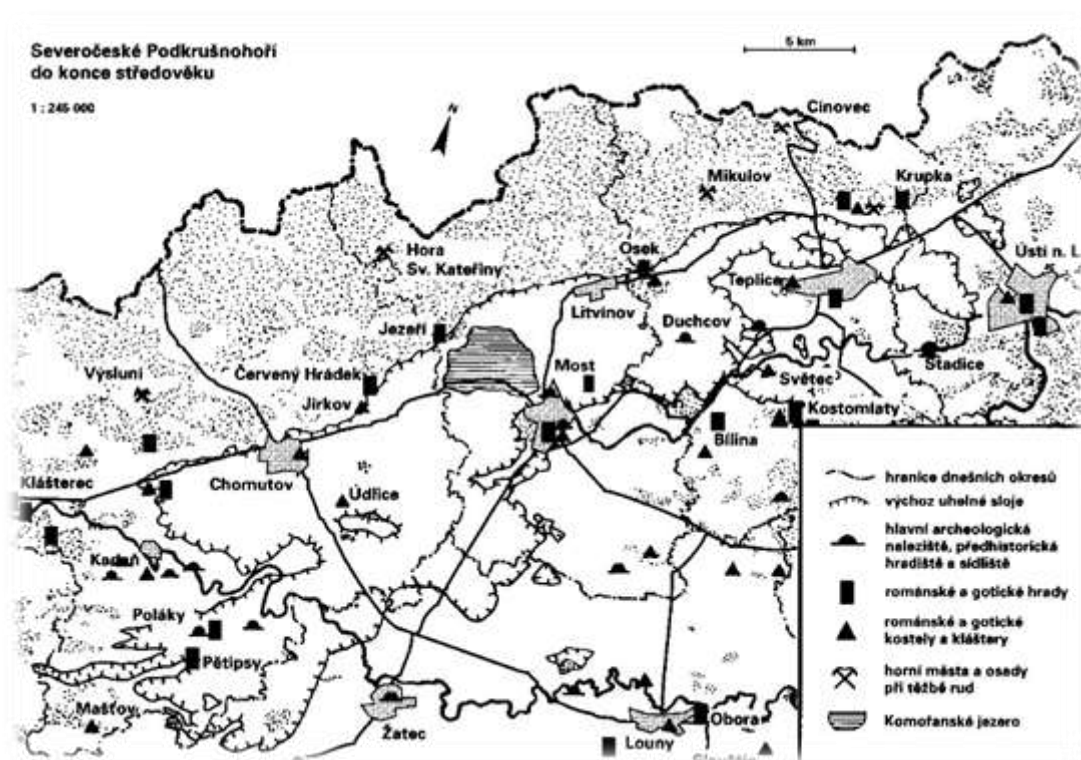 Severočeské Podkrušnohoří
do konce středověku
1 : 245 000
5 km
N
Cínovec
Mikulov
Krupka
Hora
Sv. Kateřiny
Osek
Ústí n. L
Teplice
Litvínov
Duchcov
Jezeří
Most
Stadice
Výsluní
Červený Hrádek
Světec
Jirkov
Kostomlaty
Bílina
Klášterec
Chomutov
Údlice
Kadaň
Poláky
Pětipsy
Mašťov
Žatec
Obora
Louny
hranice dnešních okresů
výchoz uhelné sloje
hlavní archeologická
naleziště, předhistorická
hradiště a sídliště
románské a gotické hrady
románské a gotické
kostely a kláštery
horní města a osady
při těžbě rud
Komořanské jezero